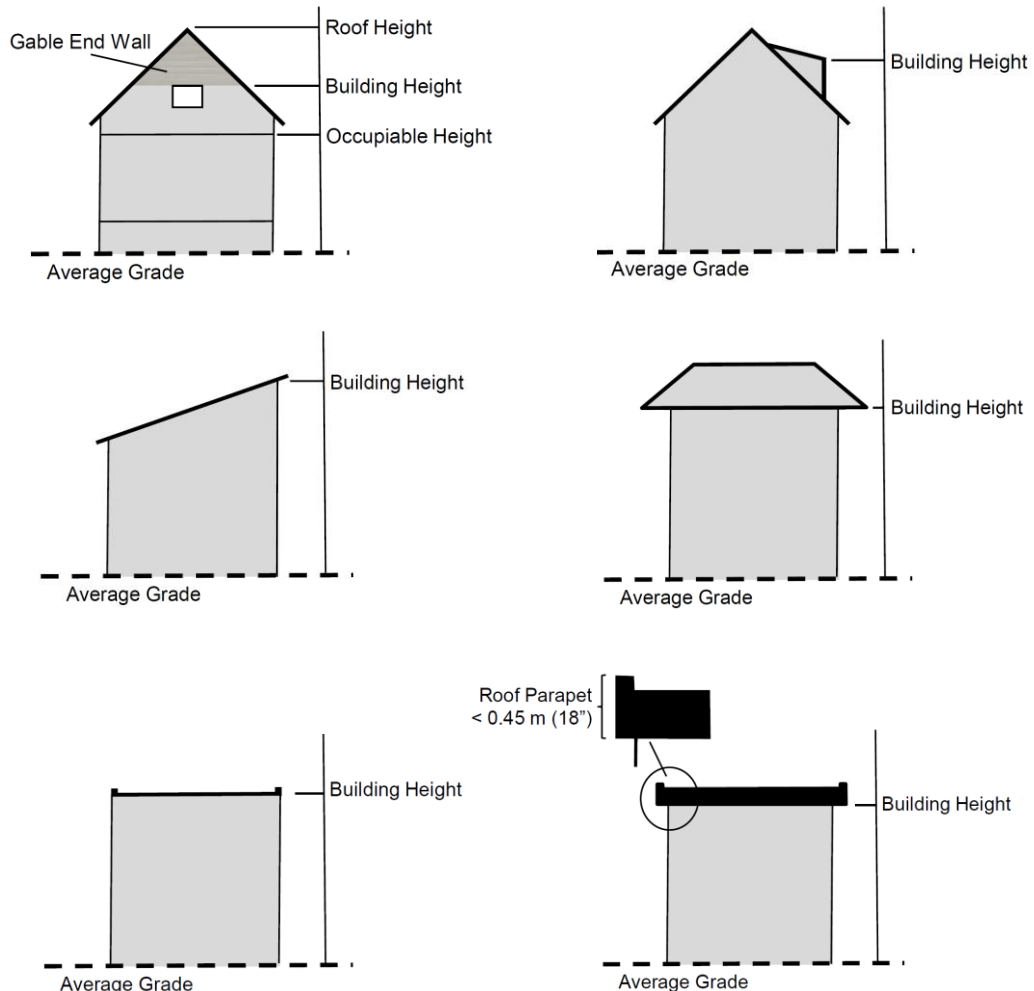 Roof Height
Gable End Wall
Building Height
Occupiable Height
Average Grade
Building Height
Average Grade
Building Height
Average Grade
Building Height
Average Grade
Building Height
Average Grade
Roof Parapet
< 0.45 m (18”)
Building Height
Average Grade